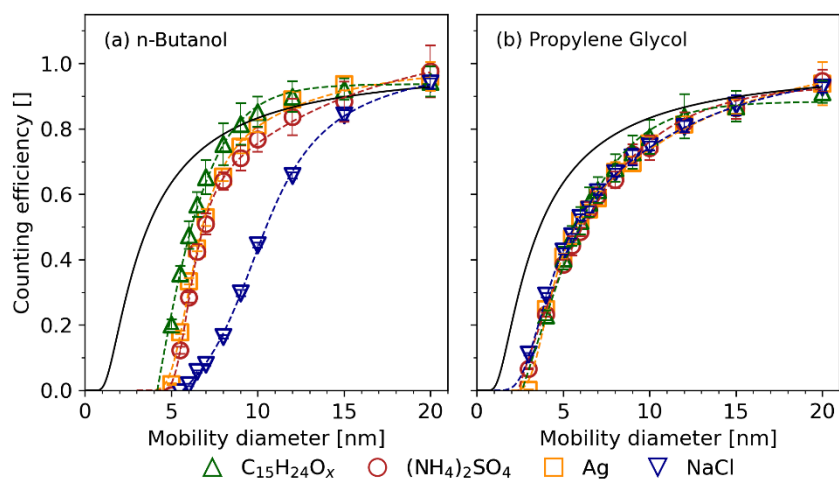 (a) n-Butanol
(b) Propylene Glycol
Counting efficiency []
1.0
0.8
0.6
0.4
0.2
0.0
0 5 10 15 20
0 5 10 15 20
Mobility diameter [nm]
Mobility diameter [nm]
C₁₅H₂₄Oₓ
(NH₄)₂SO₄
Ag
NaCl